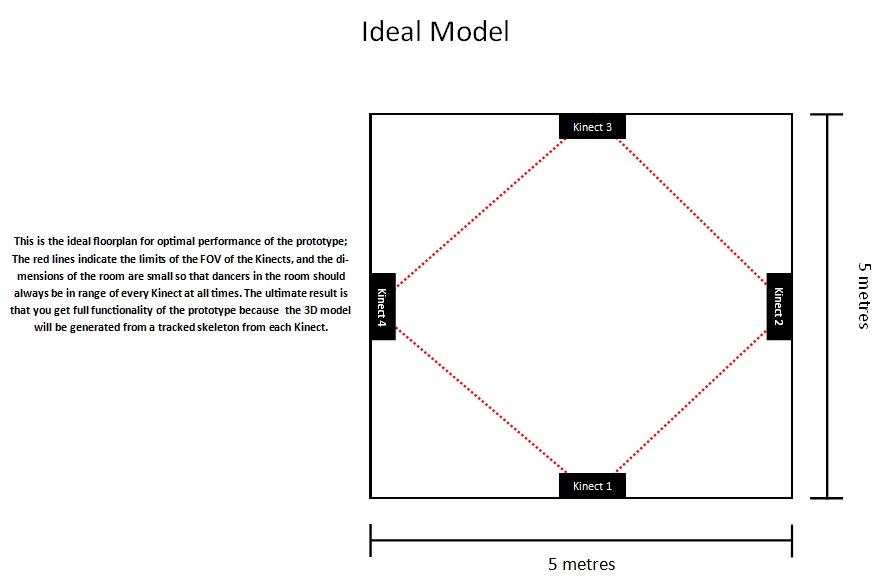 Ideal Model
Kinect 3
This is the ideal floorplan for optimal performance of the prototype;
The red lines indicate the limits of the FOV of the Kinects, and the di-
mensions of the room are small so that dancers in the room should
always be in range of every Kinect at all times. The ultimate result is
that you get full functionality of the prototype because the 3D model
will be generated from a tracked skeleton from each Kinect.
Kinect 4
Kinect 2
5 metres
Kinect 1
5 metres